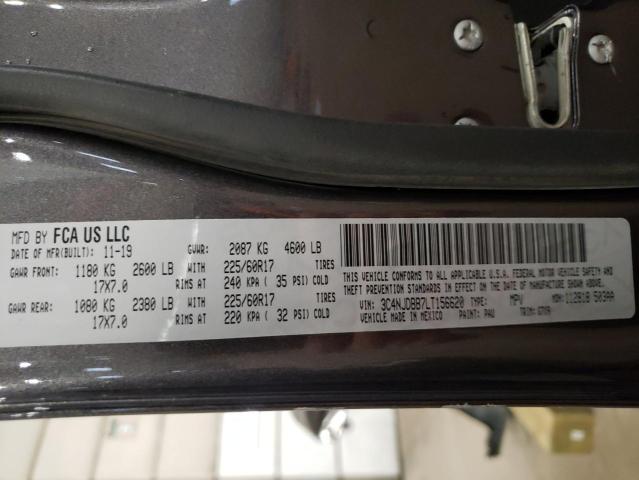 MFD BY FCA US LLC
DATE OF MFR(BUILT): 11-19 GVWR: 2087 KG 4600 LB
GAWR FRONT: 1180 KG 2600 LB WITH 225/60R17 TIRES
17X7.0 RIMS AT 240 KPA ( 35 PSI) COLD
GAWR REAR: 1080 KG 2380 LB WITH 225/60R17 TIRES
17X7.0 RIMS AT 220 KPA ( 32 PSI) COLD
THIS VEHICLE CONFORMS TO ALL APPLICABLE U.S.A. FEDERAL MOTOR VEHICLE SAFETY AND
THEFT PREVENTION STANDARDS IN EFFECT ON THE DATE OF MANUFACTURE SHOWN ABOVE.
VIN: 3C4NJDBB7LT156620 TYPE: MPV MDH: 112818 503AA
VEHICLE MADE IN MEXICO PAINT: PAU TRIM: